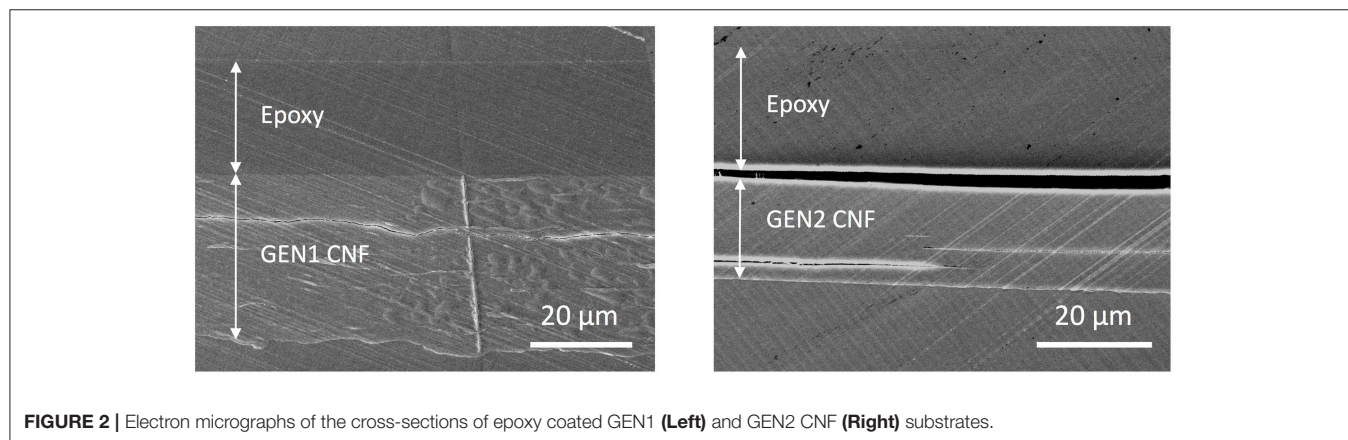 Epoxy
GEN1 CNF
20 µm
Epoxy
GEN2 CNF
20 µm
FIGURE 2 | Electron micrographs of the cross-sections of epoxy coated GEN1 (Left) and GEN2 CNF (Right) substrates.